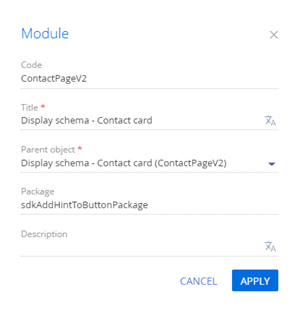 Module
Code
ContactPageV2
Title *
Display schema - Contact card
Parent object *
Display schema - Contact card (ContactPageV2)
Package
sdkAddHintToButtonPackage
Description
CANCEL APPLY